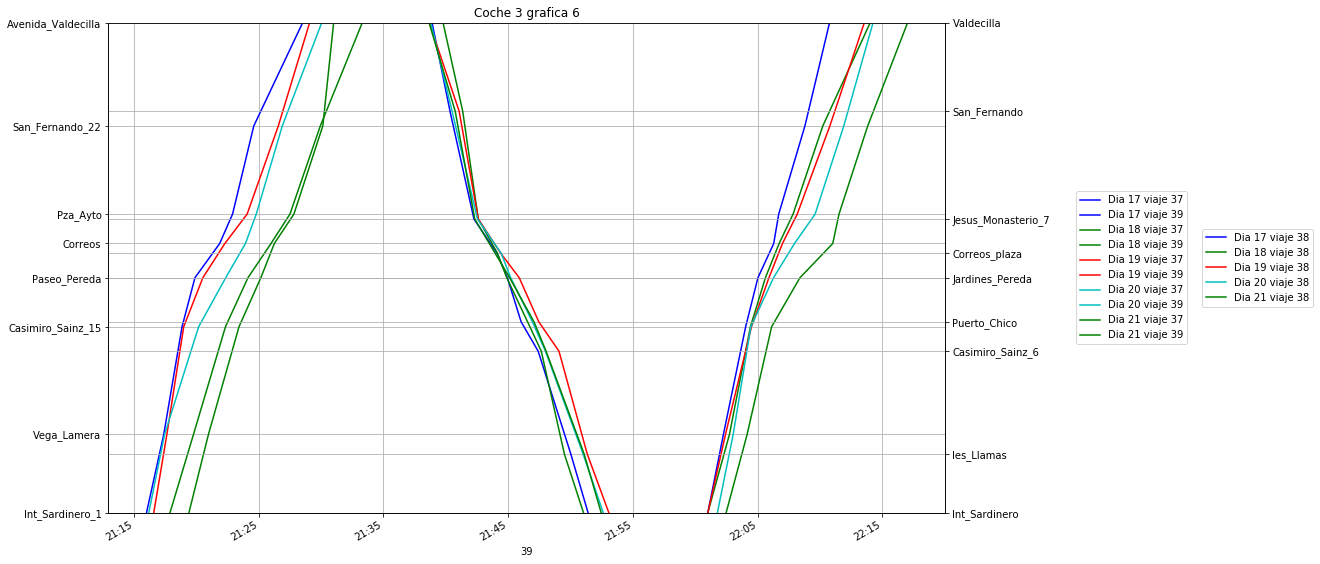 Coche 3 grafica 6
Avenida_Valdecilla
San_Fernando_22
Pza_Ayto
Correos
Paseo_Pereda
Casimiro_Sainz_15
Vega_Lamera
Int_Sardinero_1
Valdecilla
San_Fernando
Jesus_Monasterio_7
Correos_plaza
Jardines_Pereda
Puerto_Chico
Casimiro_Sainz_6
Ies_Llamas
Int_Sardinero
21:15
21:25
21:35
21:45
21:55
22:05
22:15
39
Dia 17 viaje 37
Dia 17 viaje 39
Dia 18 viaje 37
Dia 18 viaje 39
Dia 19 viaje 37
Dia 19 viaje 39
Dia 20 viaje 37
Dia 20 viaje 39
Dia 21 viaje 37
Dia 21 viaje 39
Dia 17 viaje 38
Dia 18 viaje 38
Dia 19 viaje 38
Dia 20 viaje 38
Dia 21 viaje 38